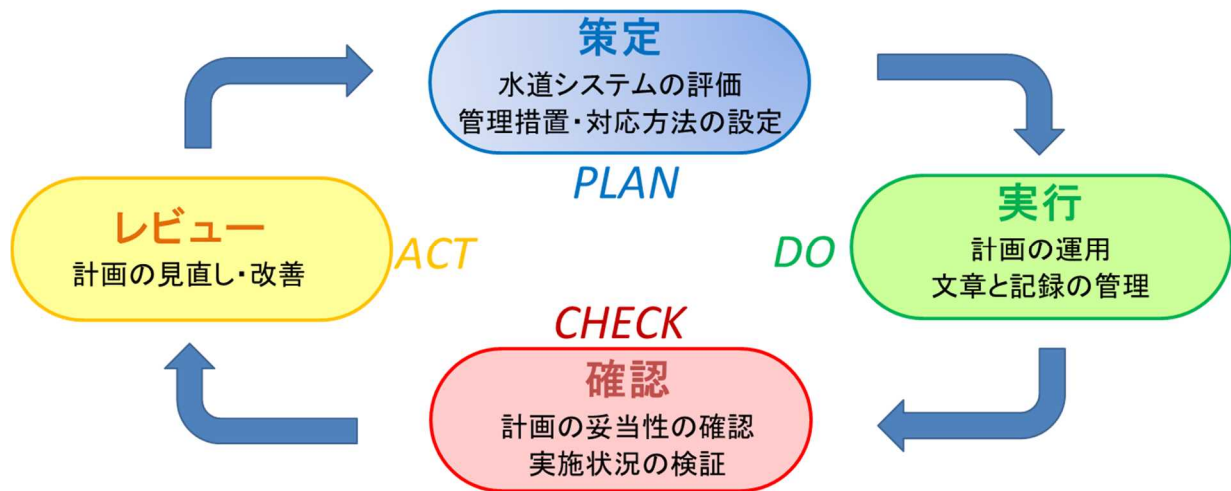 策定
水道システムの評価
管理措置・対応方法の設定
PLAN
実行
計画の運用
文章と記録の管理
DO
CHECK
確認
計画の妥当性の確認
実施状況の検証
レビュー
計画の見直し・改善
ACT